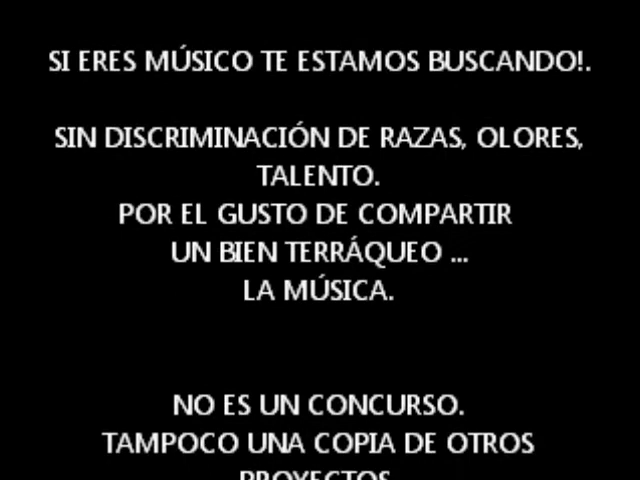 SI ERES MÚSICO TE ESTAMOS BUSCANDO!.
SIN DISCRIMINACIÓN DE RAZAS, OLORES,
TALENTO.
POR EL GUSTO DE COMPARTIR
UN BIEN TERRÁQUEO ...
LA MÚSICA.
NO ES UN CONCURSO.
TAMPOCO UNA COPIA DE OTROS
PROYECTOS